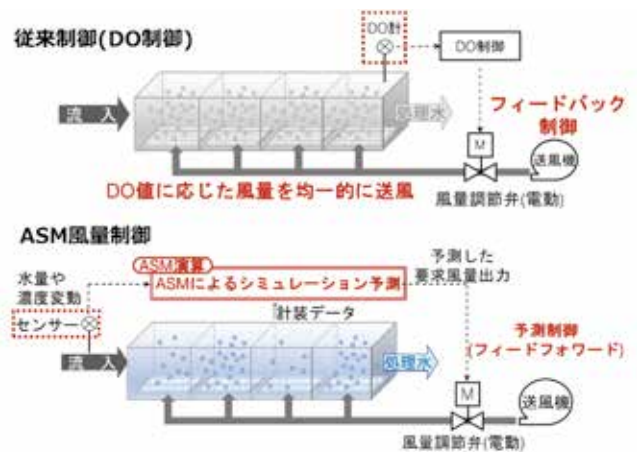 従来制御(DO制御)
DO計
DO制御
流入
処理水
フィードバック
制御
M
送風機
DO値に応じた風量を均一的に送風
風量調節弁(電動)
ASM風量制御
水量や
濃度変動
ASM演算
ASMによるシミュレーション予測
予測した
要求風量出力
センサー
計装データ
流入
処理水
予測制御
(フィードフォワード)
M
送風機
風量調節弁(電動)